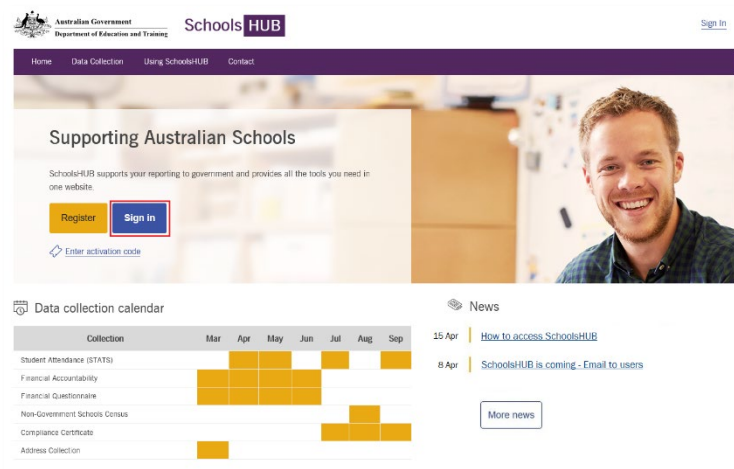 Australian Government
Department of Education and Training
Schools HUB
Sign In
Home Data Collection Using SchoolsHUB Contact
Supporting Australian Schools
SchoolsHUB supports your reporting to government and provides all the tools you need in
one website.
Register Sign in
Enter activation code
Data collection calendar
Collection Mar Apr May Jun Jul Aug Sep
Student Attendance (STATS)
Financial Accountability
Financial Questionnaire
Non-Government Schools Census
Compliance Certificate
Address Collection
News
15 Apr How to access SchoolsHUB
8 Apr SchoolsHUB is coming - Email to users
More news